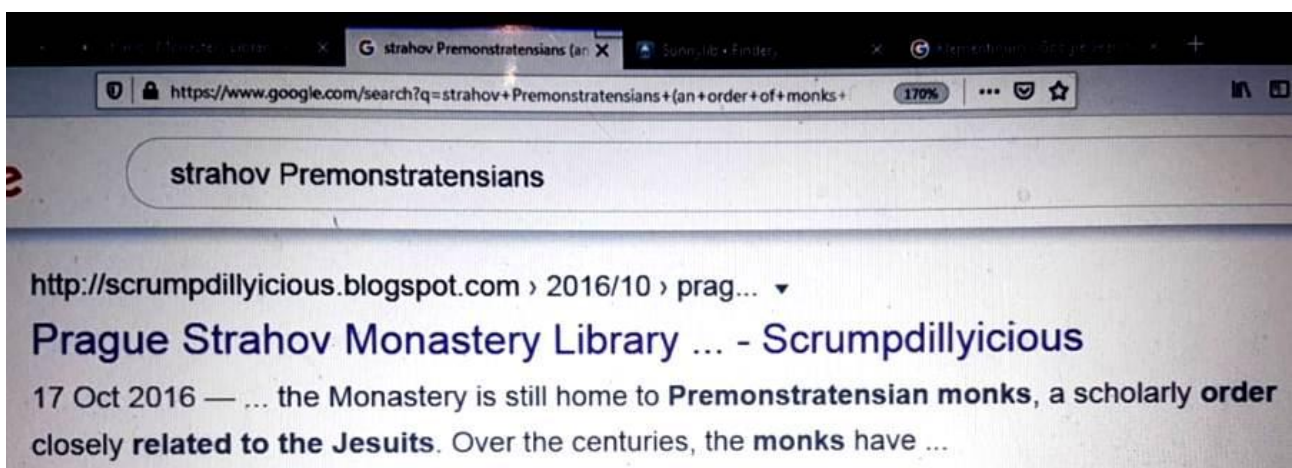 G strahov Premonstratensians (an
https://www.google.com/search?q=strahov+Premonstratensians+(an+order+of+monks+ 170%
e strahov Premonstratensians
http://scrumpdillyicious.blogspot.com › 2016/10 › prag...
Prague Strahov Monastery Library ... - Scrumpdillyicious
17 Oct 2016 — ... the Monastery is still home to Premonstratensian monks, a scholarly order
closely related to the Jesuits. Over the centuries, the monks have ...